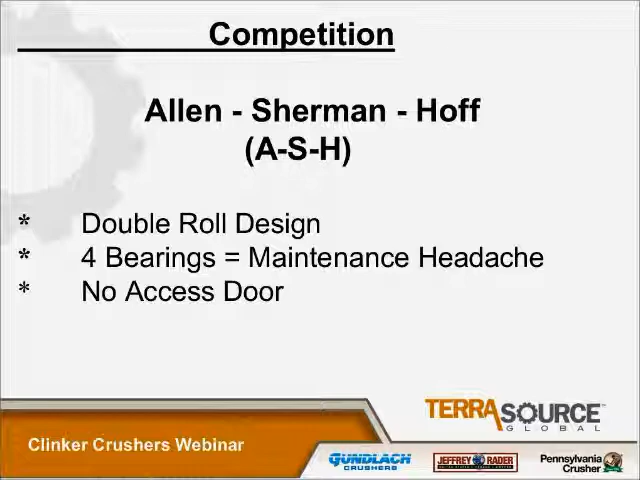 Competition
Allen - Sherman - Hoff
(A-S-H)
* Double Roll Design
* 4 Bearings = Maintenance Headache
* No Access Door
TERRASOURCE™
GLOBAL
Clinker Crushers Webinar
GUNDLACH
CRUSHERS
JEFFREY RADER
Pennsylvania
Crusher